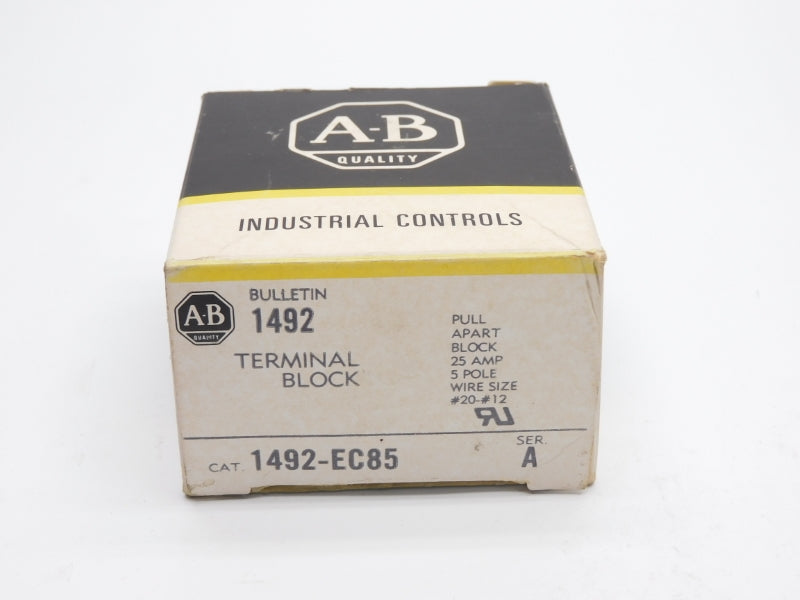 A-B
QUALITY
INDUSTRIAL CONTROLS
A-B
QUALITY
BULLETIN
1492
TERMINAL
BLOCK
PULL
APART
BLOCK
25 AMP
5 POLE
WIRE SIZE
#20-#12
RU
CAT. 1492-EC85
SER.
A